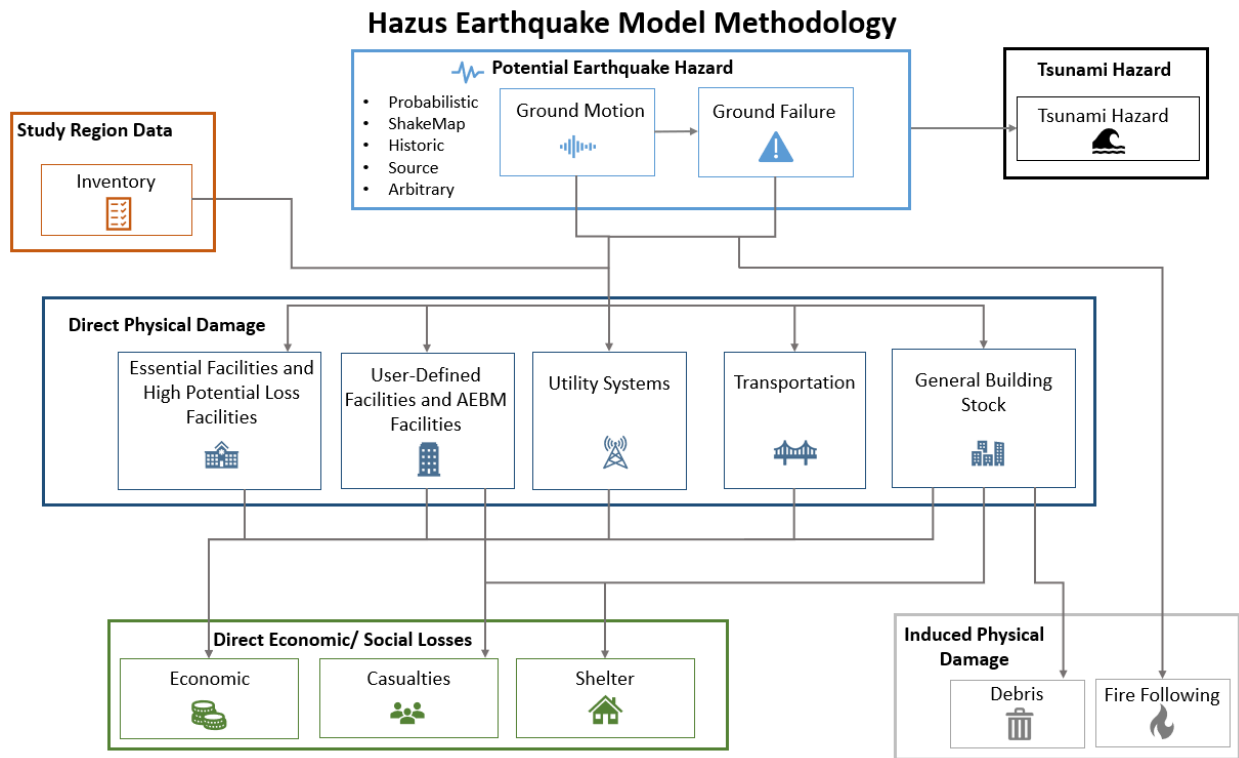 Hazus Earthquake Model Methodology
Potential Earthquake Hazard
• Probabilistic
• ShakeMap
• Historic
• Source
• Arbitrary
Ground Motion
Ground Failure
Tsunami Hazard
Tsunami Hazard
Study Region Data
Inventory
Direct Physical Damage
Essential Facilities and
High Potential Loss
Facilities
User-Defined
Facilities and AEBM
Facilities
Utility Systems
Transportation
General Building
Stock
Direct Economic/ Social Losses
Economic
Casualties
Shelter
Induced Physical
Damage
Debris
Fire Following